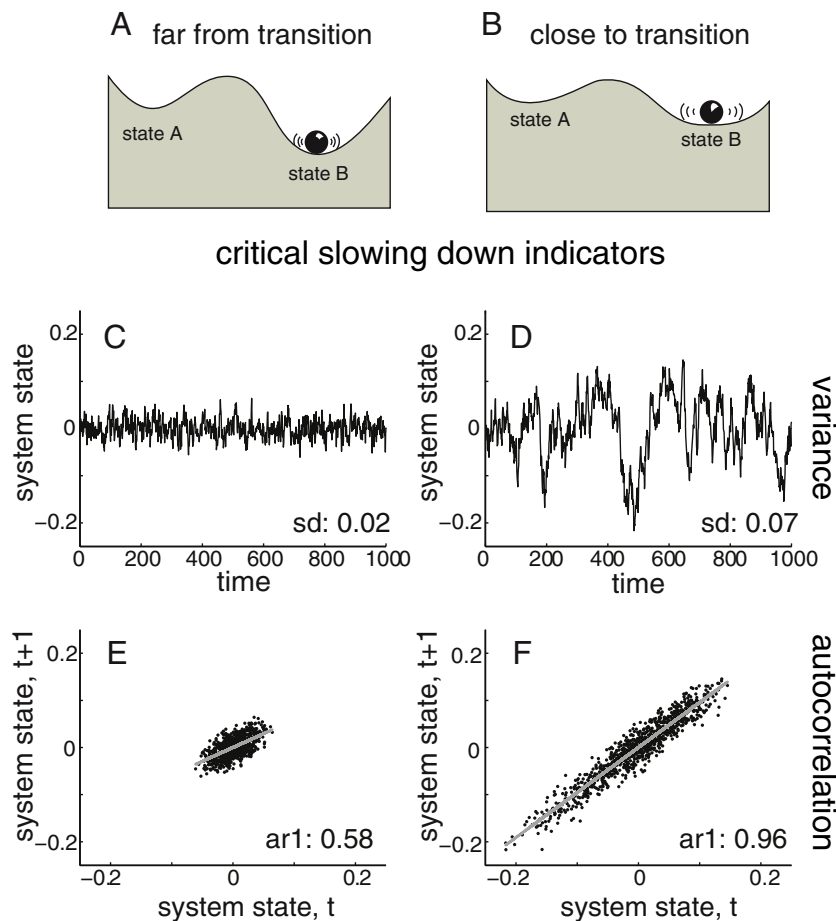 A far from transition
B close to transition
state A
state B
state A
state B
critical slowing down indicators
C
D
system state
0.2
0
−0.2
sd: 0.02
0 200 400 600 800 1000
time
system state
0.2
0
−0.2
sd: 0.07
0 200 400 600 800 1000
time
variance
E
F
system state, t+1
0.2
0
−0.2
ar1: 0.58
−0.2 0 0.2
system state, t
system state, t+1
0.2
0
−0.2
ar1: 0.96
−0.2 0 0.2
system state, t
autocorrelation